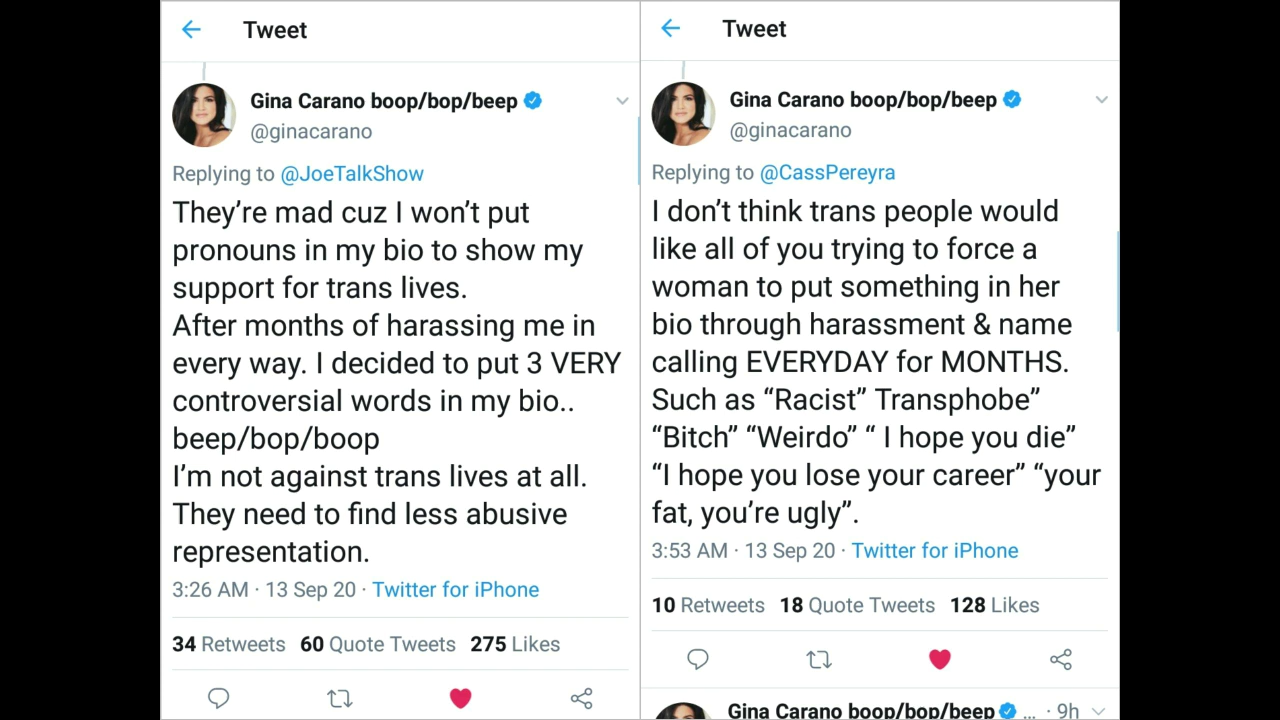 Tweet
Gina Carano boop/bop/beep
@ginacarano
Replying to @JoeTalkShow
They’re mad cuz I won’t put
pronouns in my bio to show my
support for trans lives.
After months of harassing me in
every way. I decided to put 3 VERY
controversial words in my bio..
beep/bop/boop
I’m not against trans lives at all.
They need to find less abusive
representation.
3:26 AM · 13 Sep 20 · Twitter for iPhone
34 Retweets 60 Quote Tweets 275 Likes
Tweet
Gina Carano boop/bop/beep
@ginacarano
Replying to @CassPereyra
I don’t think trans people would
like all of you trying to force a
woman to put something in her
bio through harassment & name
calling EVERYDAY for MONTHS.
Such as “Racist” Transphobe”
“Bitch” “Weirdo” “ I hope you die”
“I hope you lose your career” “your
fat, you’re ugly”.
3:53 AM · 13 Sep 20 · Twitter for iPhone
10 Retweets 18 Quote Tweets 128 Likes
Gina Carano boop/bop/beep ... · 9h